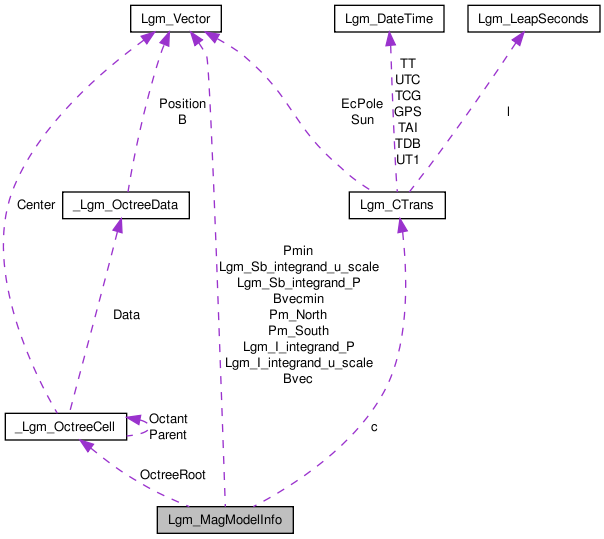 Lgm_Vector
Lgm_DateTime
Lgm_LeapSeconds
TT
UTC
TCG
GPS
TAI
TDB
UT1
Position
B
EcPole
Sun
l
Center
_Lgm_OctreeData
Lgm_CTrans
Pmin
Lgm_Sb_integrand_u_scale
Lgm_Sb_integrand_P
Bvecmin
Pm_North
Pm_South
Lgm_I_integrand_P
Lgm_I_integrand_u_scale
Bvec
Data
_Lgm_OctreeCell
Octant
Parent
c
OctreeRoot
Lgm_MagModelInfo